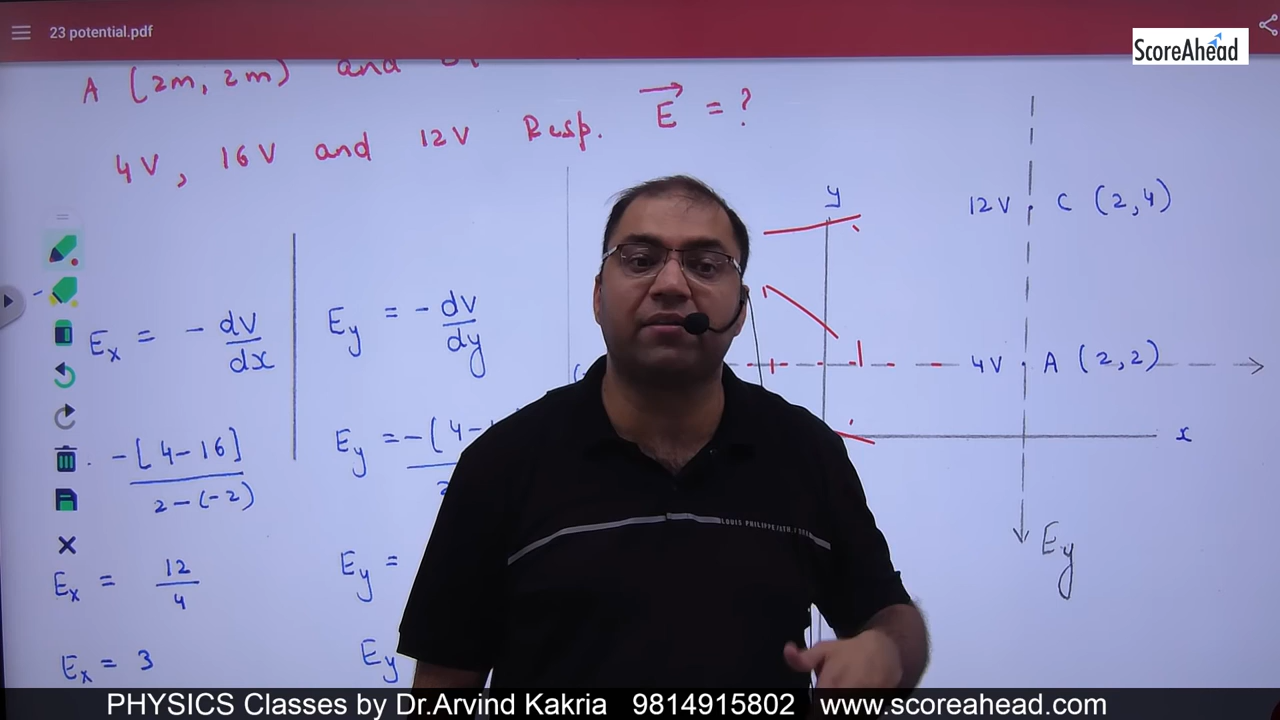 23 potential.pdf
ScoreAhead
A (2m, 2m) and
4V, 16V and 12V Resp. E⃗ = ?
y
12V C (2, 4)
Ex = - dV/dx
Ey = - dV/dy
4V A (2, 2)
x
-[4-16] / 2-(-2)
Ey = -(4-
Ey
Ex = 12/4
Ey =
Ex = 3
Ey
LOUIS PHILIPPE
PHYSICS Classes by Dr.Arvind Kakria 9814915802 www.scoreahead.com